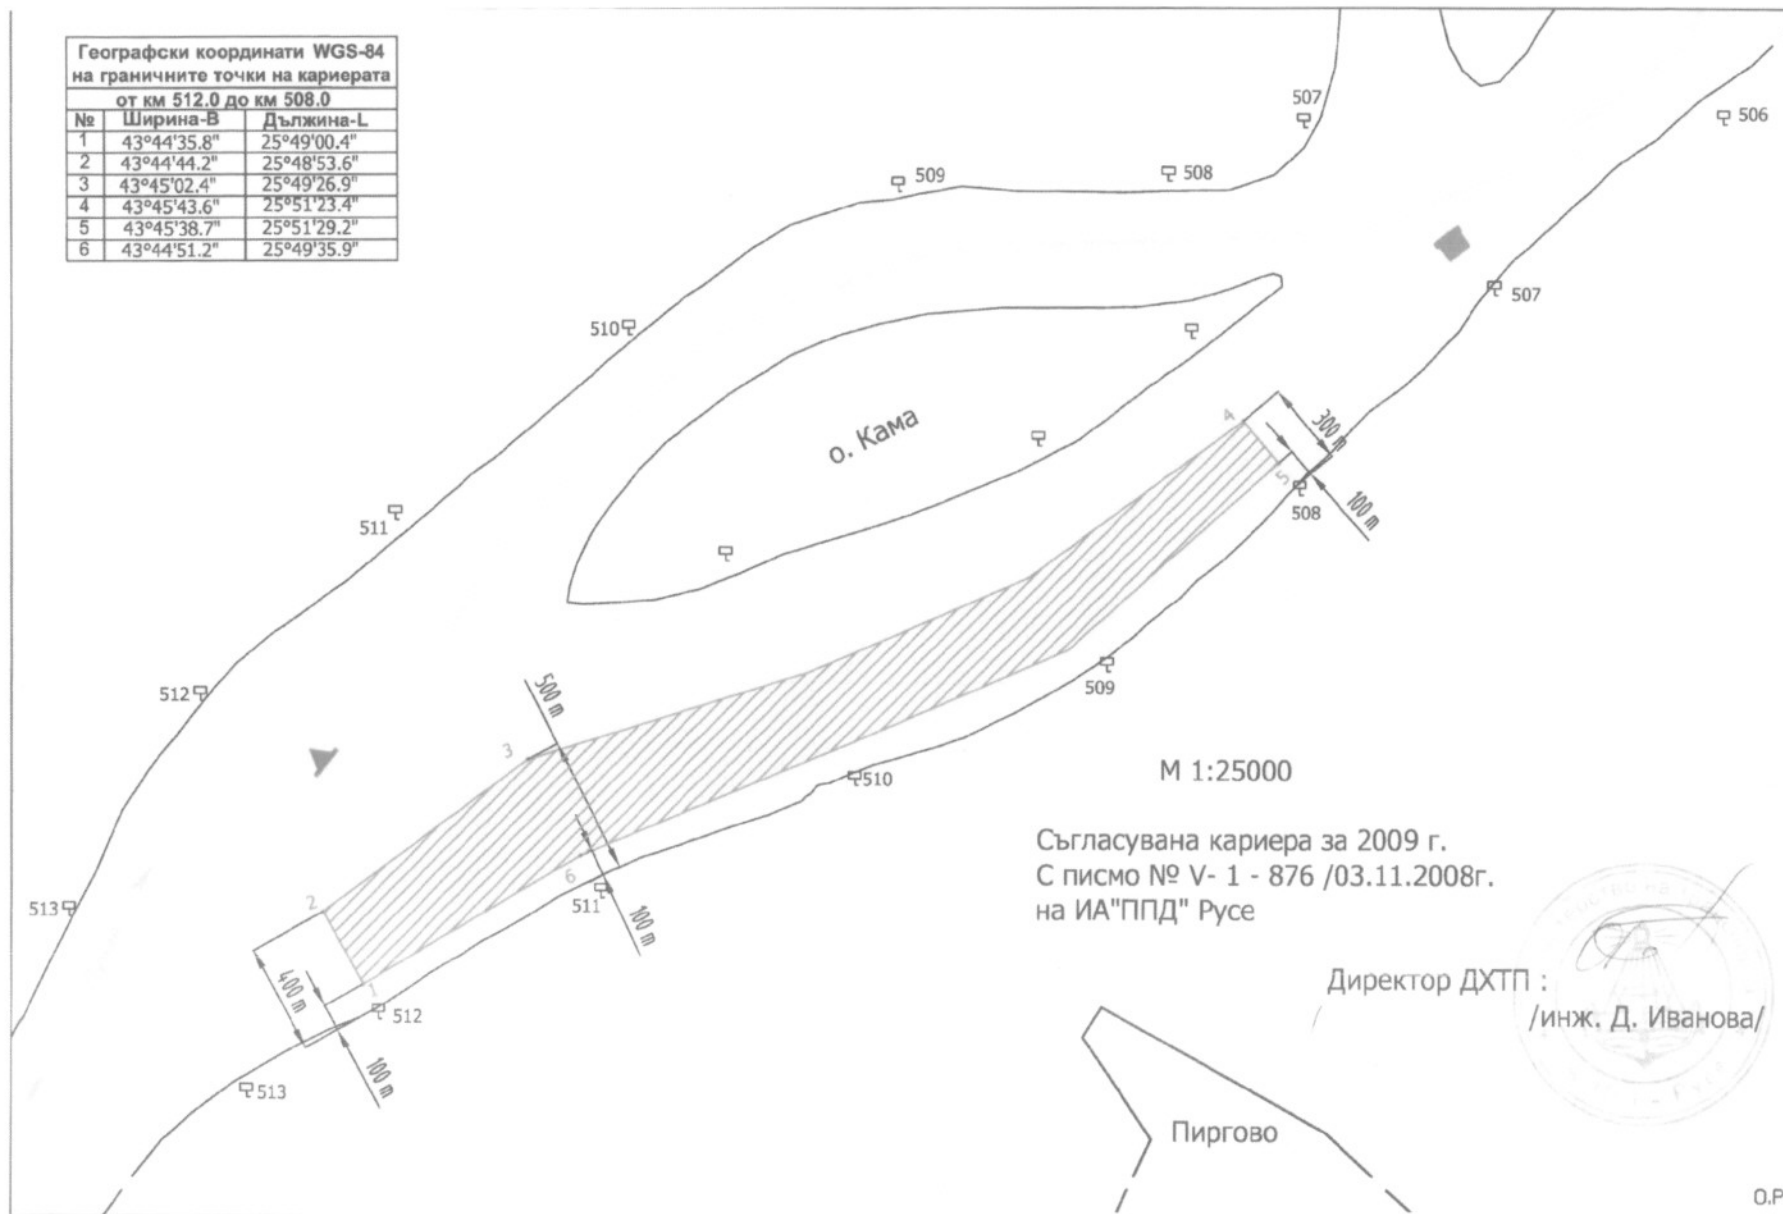 Географски координати WGS-84
на граничните точки на кариерата
от км 512.0 до км 508.0
№ Ширина-B Дължина-L
1 43°44'35.8" 25°49'00.4"
2 43°44'44.2" 25°48'53.6"
3 43°45'02.4" 25°49'26.9"
4 43°45'43.6" 25°51'23.4"
5 43°45'38.7" 25°51'29.2"
6 43°44'51.2" 25°49'35.9"
507
506
509
508
507
510
о. Кама
4
300 m
5
508
100 m
511
512
509
500 m
3
510
M 1:25000
6
511
100 m
Съгласувана кариера за 2009 г.
С писмо № V- 1 - 876 /03.11.2008г.
на ИА"ППД" Русе
513
2
400 m
1
512
100 m
513
Директор ДХТП :
/инж. Д. Иванова/
Пиргово
О.Р